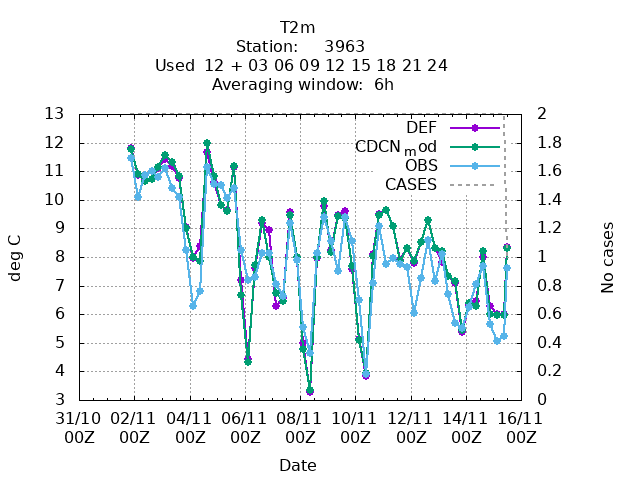 T2m
Station: 3963
Used 12 + 03 06 09 12 15 18 21 24
Averaging window: 6h
13 2
DEF
12 1.8
CDCN_mod
OBS
11 1.6
CASES
10 1.4
9 1.2
deg C
8 1
No cases
7 0.8
6 0.6
5 0.4
4 0.2
3 0
31/10 02/11 04/11 06/11 08/11 10/11 12/11 14/11 16/11
00Z 00Z 00Z 00Z 00Z 00Z 00Z 00Z 00Z
Date